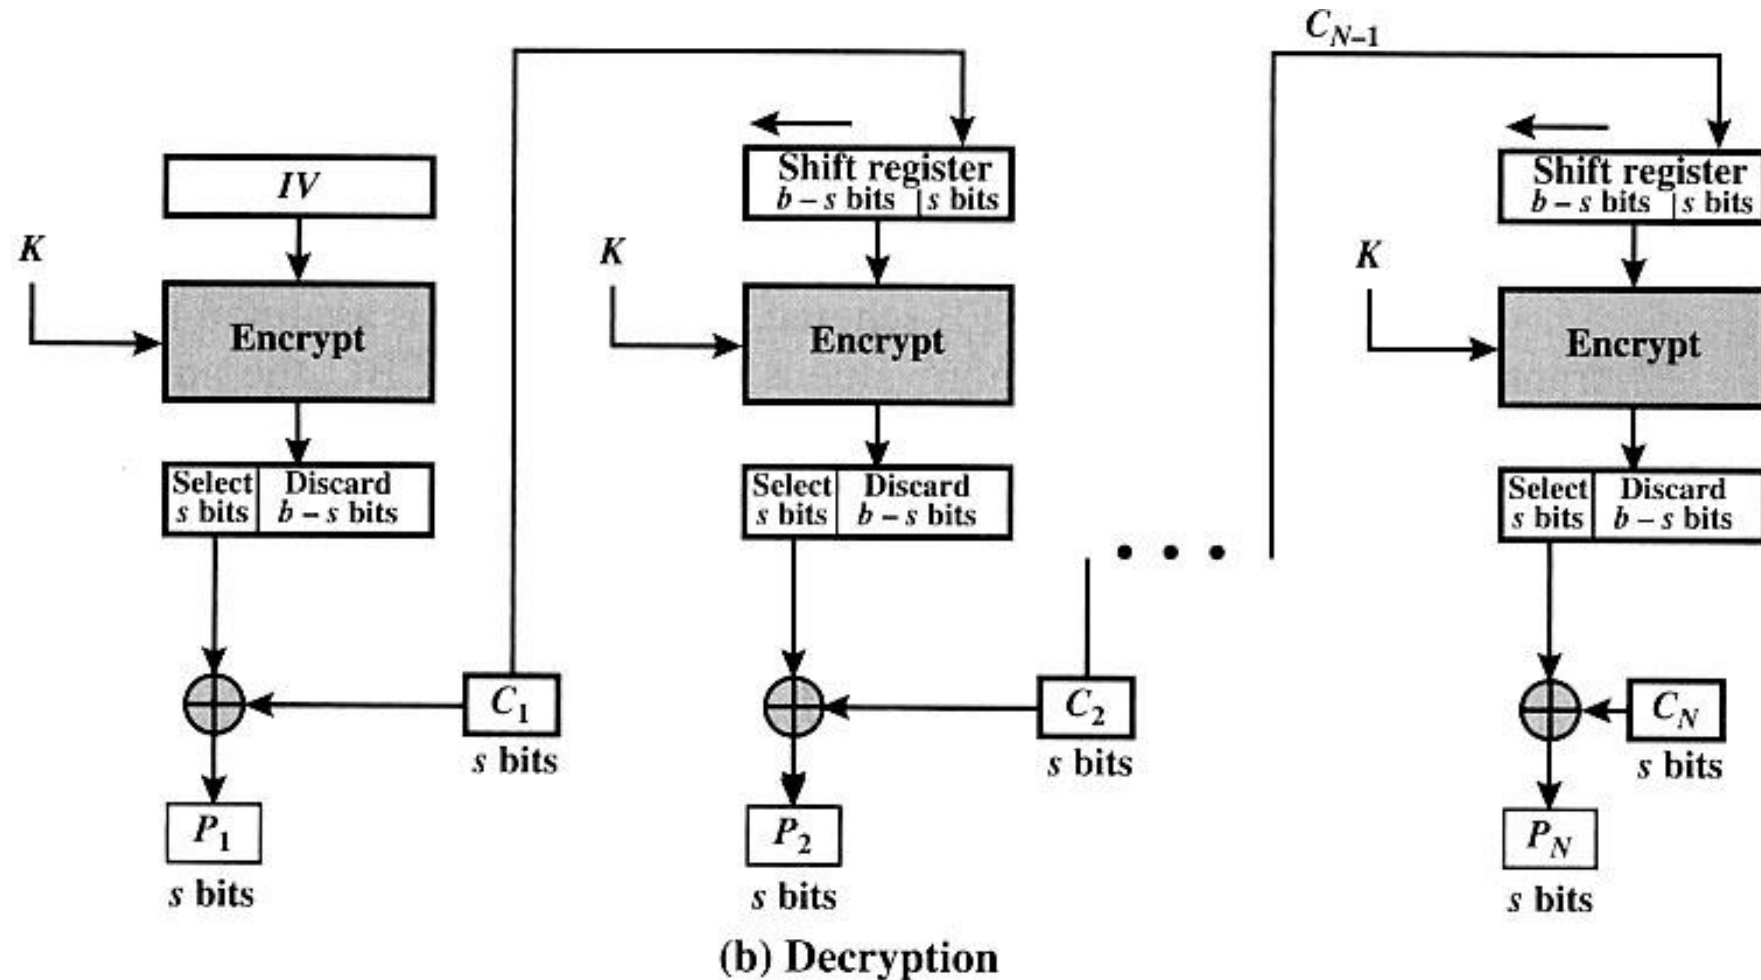 C_{N-1}
IV
Shift register
b – s bits | s bits
Shift register
b – s bits | s bits
K
K
K
Encrypt
Encrypt
Encrypt
Select Discard
s bits b – s bits
Select Discard
s bits b – s bits
Select Discard
s bits b – s bits
• • •
C_1
s bits
C_2
s bits
C_N
s bits
P_1
s bits
P_2
s bits
P_N
s bits
(b) Decryption